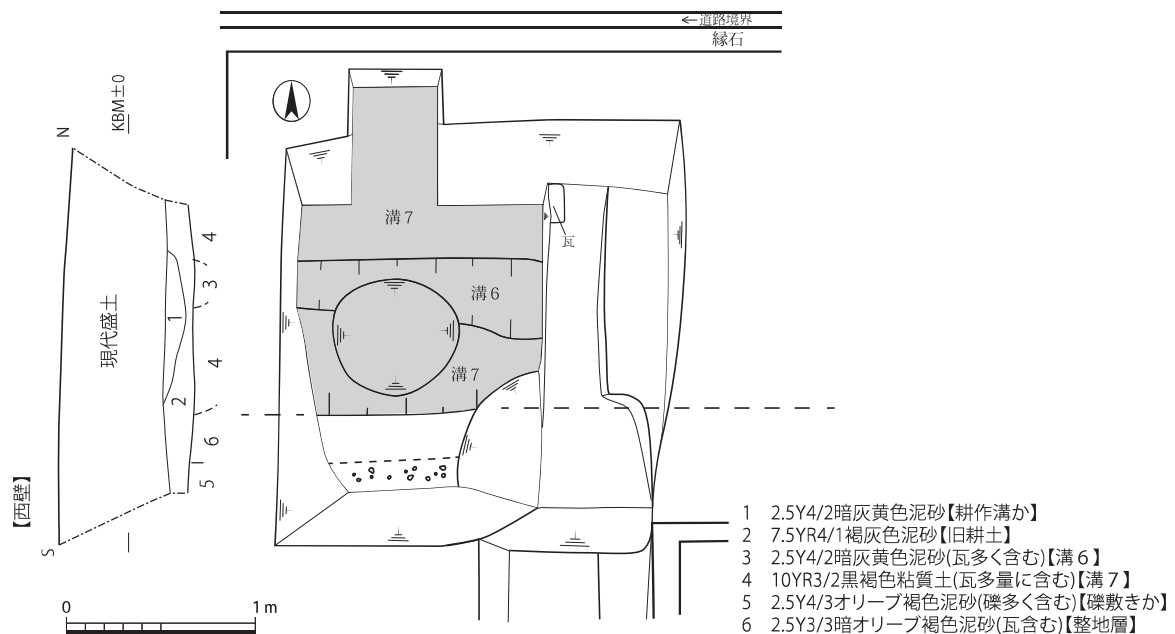 ←道路境界
縁石
KBM±0
N
溝7
瓦
溝6
溝7
現代盛土
1
2
4
3
4
6
5
【西壁】
S
0 1 m
1 2.5Y4/2暗灰黄色泥砂【耕作溝か】
2 7.5YR4/1褐灰色泥砂【旧耕土】
3 2.5Y4/2暗灰黄色泥砂(瓦多く含む)【溝6】
4 10YR3/2黒褐色粘質土(瓦多量に含む)【溝7】
5 2.5Y4/3オリーブ褐色泥砂(礫多く含む)【礫敷きか】
6 2.5Y3/3暗オリーブ褐色泥砂(瓦含む)【整地層】